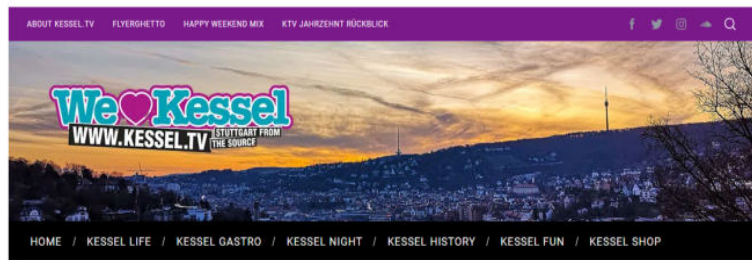 ABOUT KESSEL.TV FLYERGHETTO HAPPY WEEKEND MIX KTV JAHRZEHNT RÜCKBLICK
We Kessel
WWW.KESSEL.TV STUTTGART FROM
THE SOURCE
HOME / KESSEL LIFE / KESSEL GASTRO / KESSEL NIGHT / KESSEL HISTORY / KESSEL FUN / KESSEL SHOP